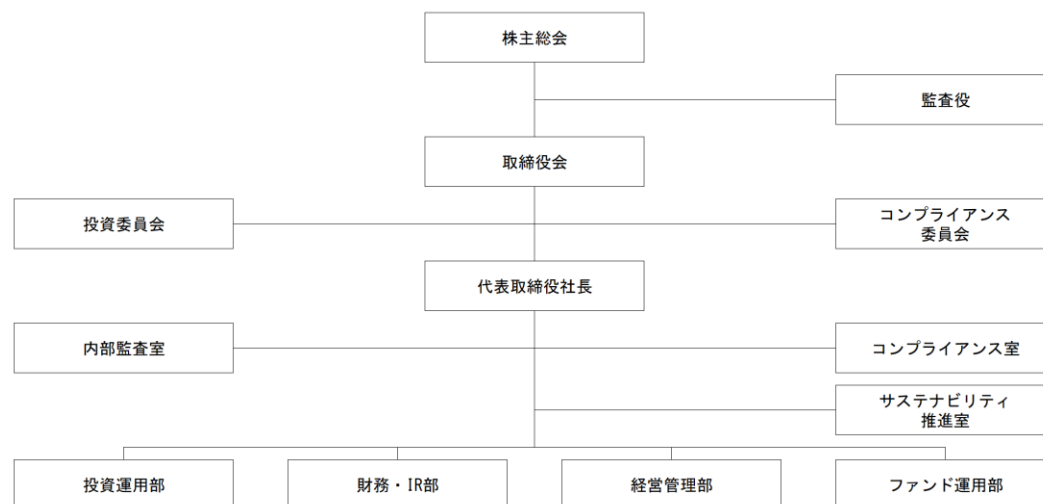 株主総会
監査役
取締役会
投資委員会
コンプライアンス
委員会
代表取締役社長
内部監査室
コンプライアンス室
サステナビリティ
推進室
投資運用部
財務・IR部
経営管理部
ファンド運用部